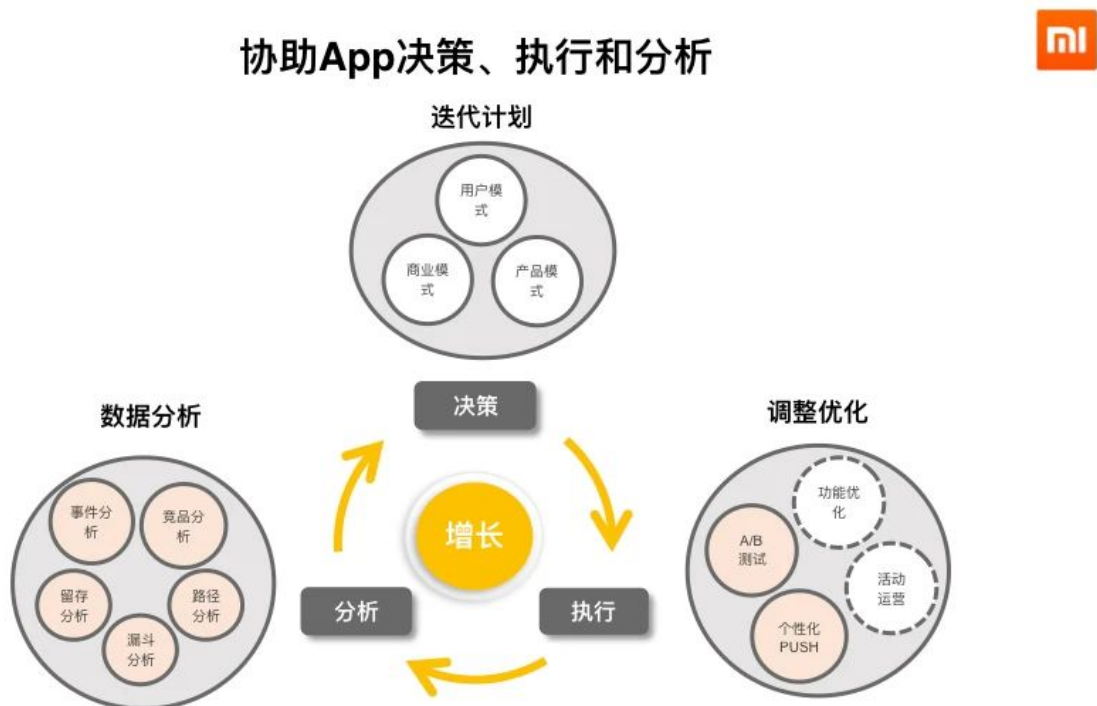 协助App决策、执行和分析
mi
迭代计划
用户模
式
商业模
式
产品模
式
决策
数据分析
调整优化
事件分
析
竞品分
析
留存
分析
路径
分析
漏斗
分析
增长
分析
执行
功能优
化
A/B
测试
活动
运营
个性化
PUSH